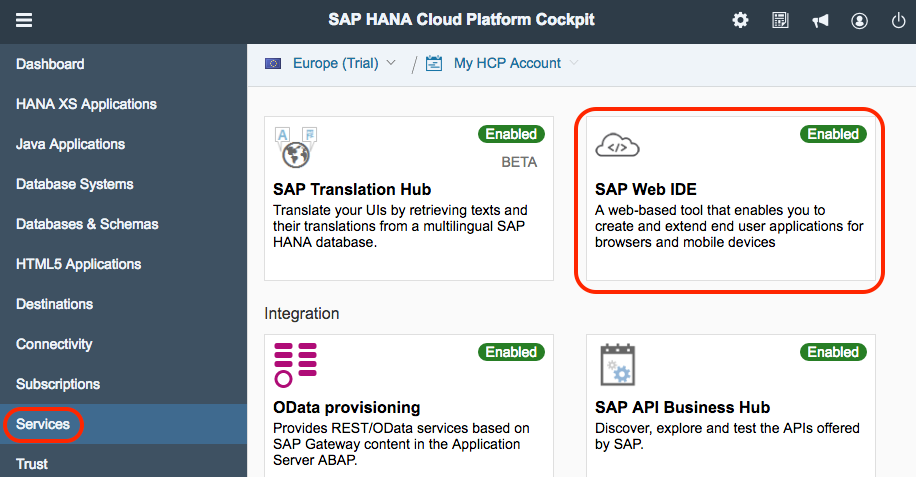 SAP HANA Cloud Platform Cockpit
Europe (Trial)
/
My HCP Account
Dashboard
HANA XS Applications
Java Applications
Database Systems
Databases & Schemas
HTML5 Applications
Destinations
Connectivity
Subscriptions
Services
Trust
A
Enabled
BETA
SAP Translation Hub
Translate your UIs by retrieving texts and
their translations from a multilingual SAP
HANA database.
</>
Enabled
SAP Web IDE
A web-based tool that enables you to
create and extend end user applications for
browsers and mobile devices
Integration
Enabled
OData provisioning
Provides REST/OData services based on
SAP Gateway content in the Application
Server ABAP.
Enabled
SAP API Business Hub
Discover, explore and test the APIs offered
by SAP.